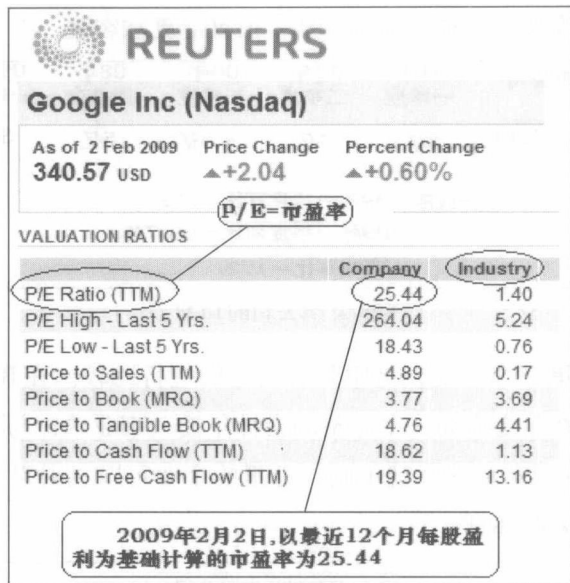 REUTERS
Google Inc (Nasdaq)
As of 2 Feb 2009 Price Change Percent Change
340.57 USD ▲+2.04 ▲+0.60%
P/E=市盈率
VALUATION RATIOS
Company Industry
P/E Ratio (TTM) 25.44 1.40
P/E High - Last 5 Yrs. 264.04 5.24
P/E Low - Last 5 Yrs. 18.43 0.76
Price to Sales (TTM) 4.89 0.17
Price to Book (MRQ) 3.77 3.69
Price to Tangible Book (MRQ) 4.76 4.41
Price to Cash Flow (TTM) 18.62 1.13
Price to Free Cash Flow (TTM) 19.39 13.16
2009年2月2日,以最近12个月每股盈
利为基础计算的市盈率为25.44